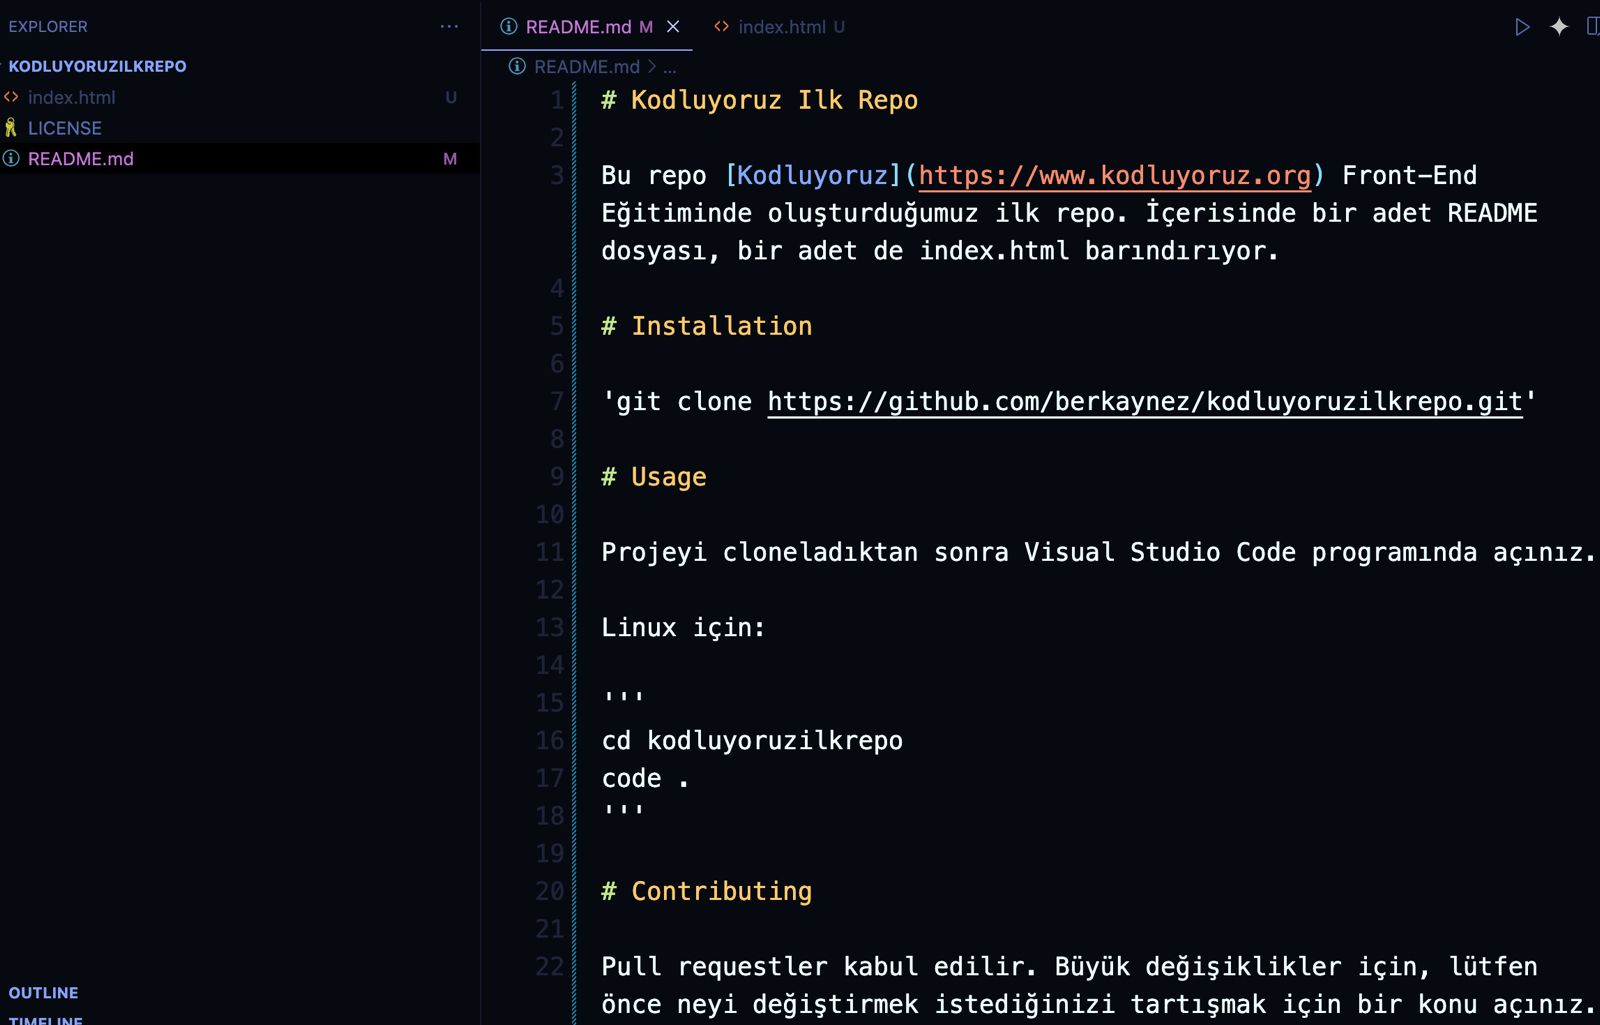 EXPLORER
KODLUYORUZILKREPO
index.html U
LICENSE
README.md M
OUTLINE
TIMELINE
README.md M
index.html U
README.md > ...
1 # Kodluyoruz Ilk Repo
2
3 Bu repo [Kodluyoruz](https://www.kodluyoruz.org) Front-End
Eğitiminde oluşturduğumuz ilk repo. İçerisinde bir adet README
dosyası, bir adet de index.html barındırıyor.
4
5 # Installation
6
7 'git clone https://github.com/berkaynez/kodluyoruzilkrepo.git'
8
9 # Usage
10
11 Projeyi cloneladıktan sonra Visual Studio Code programında açınız.
12
13 Linux için:
14
15 '''
16 cd kodluyoruzilkrepo
17 code .
18 '''
19
20 # Contributing
21
22 Pull requestler kabul edilir. Büyük değişiklikler için, lütfen
önce neyi değiştirmek istediğinizi tartışmak için bir konu açınız.